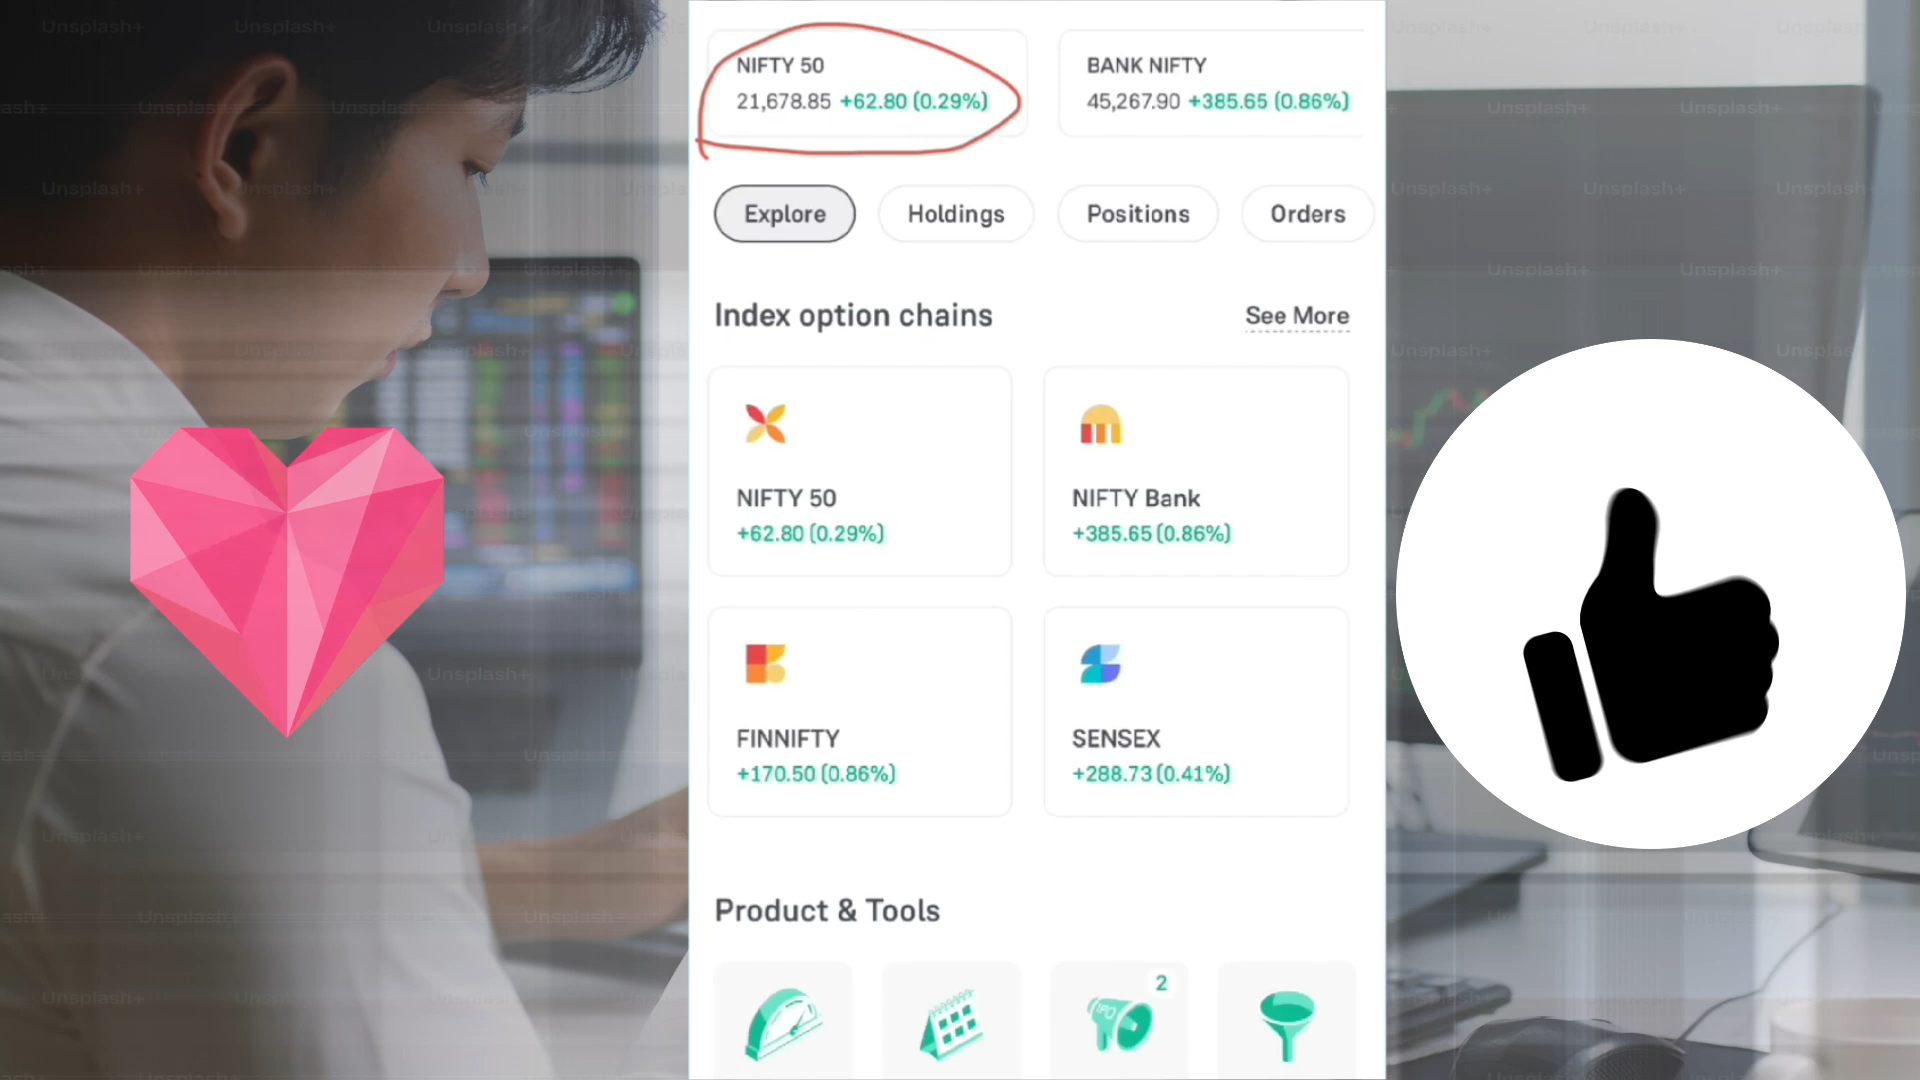 NIFTY 50
21,678.85 +62.80 (0.29%)
BANK NIFTY
45,267.90 +385.65 (0.86%)
Explore
Holdings
Positions
Orders
Index option chains
See More
NIFTY 50
+62.80 (0.29%)
NIFTY Bank
+385.65 (0.86%)
FINNIFTY
+170.50 (0.86%)
SENSEX
+288.73 (0.41%)
Product & Tools
IPO
2
Unsplash+